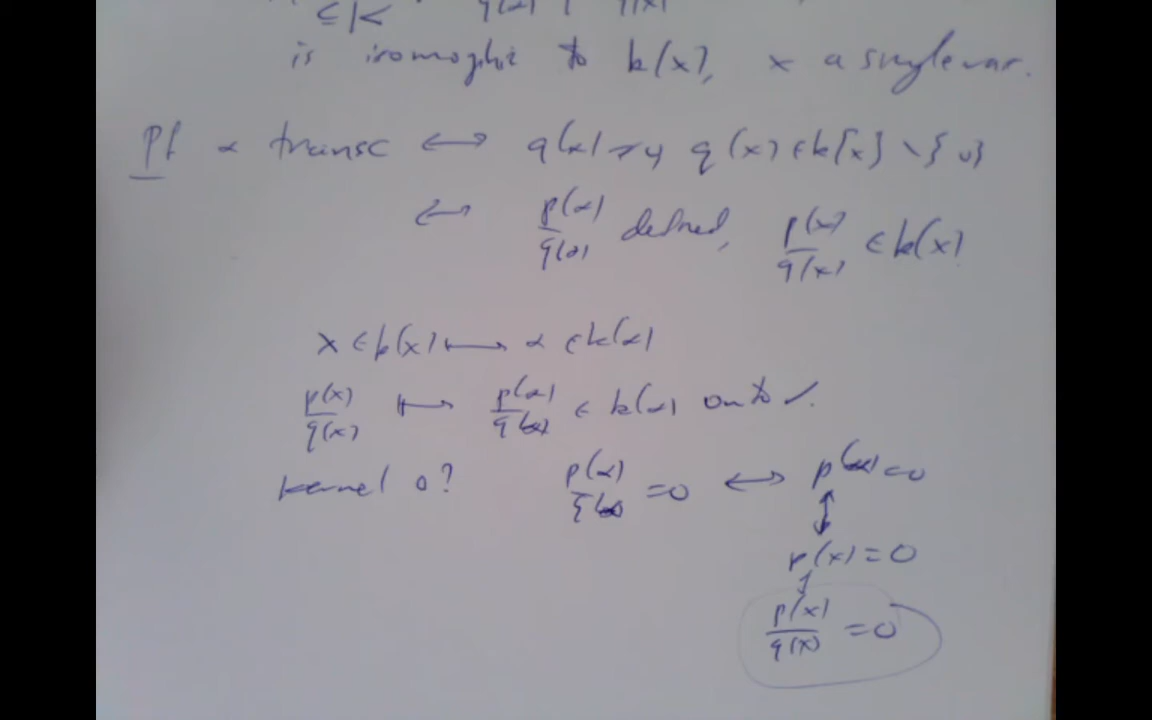 ⊆ K q(α) q(x)
is isomorphic to k(x), x a single var.
Pf α transc ⟷ q(α) ≠ 0 ∀ q(x) ∈ k[x] \ {0}
⟷ p(α)/q(α) defined, p(x)/q(x) ∈ k(x)
x ∈ k(x) ⟼ α ∈ k(α)
p(x)/q(x) ⟼ p(α)/q(α) ∈ k(α) onto ✓.
kernel 0? p(α)/q(α) = 0 ⟷ p(α) = 0
↕
p(x) = 0
↕
p(x)/q(x) = 0